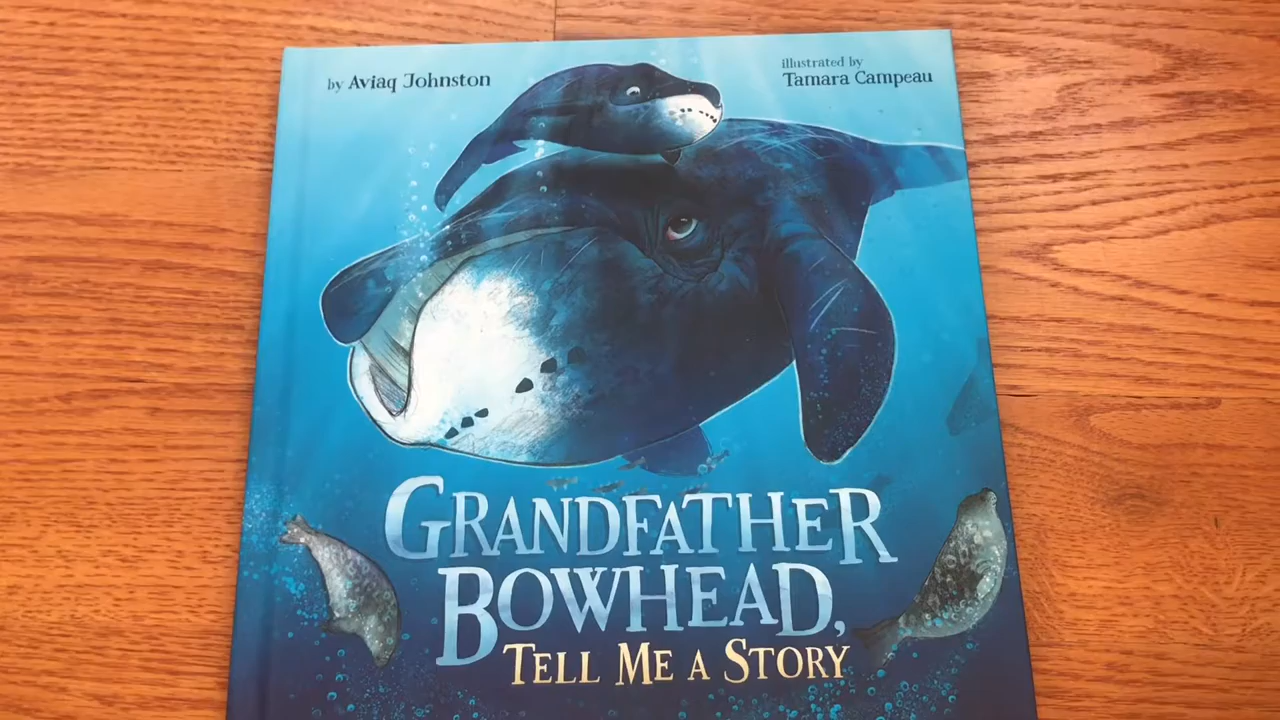 by Aviaq Johnston
illustrated by
Tamara Campeau
GRANDFATHER
BOWHEAD,
TELL ME A STORY